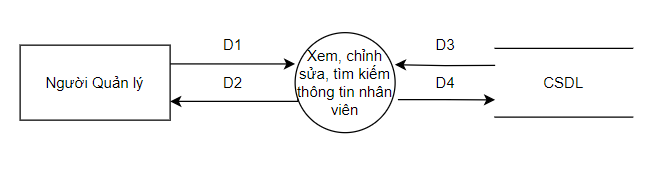 D1
D3
Người Quản lý
Xem, chỉnh
sửa, tìm kiếm
thông tin nhân
viên
CSDL
D2
D4